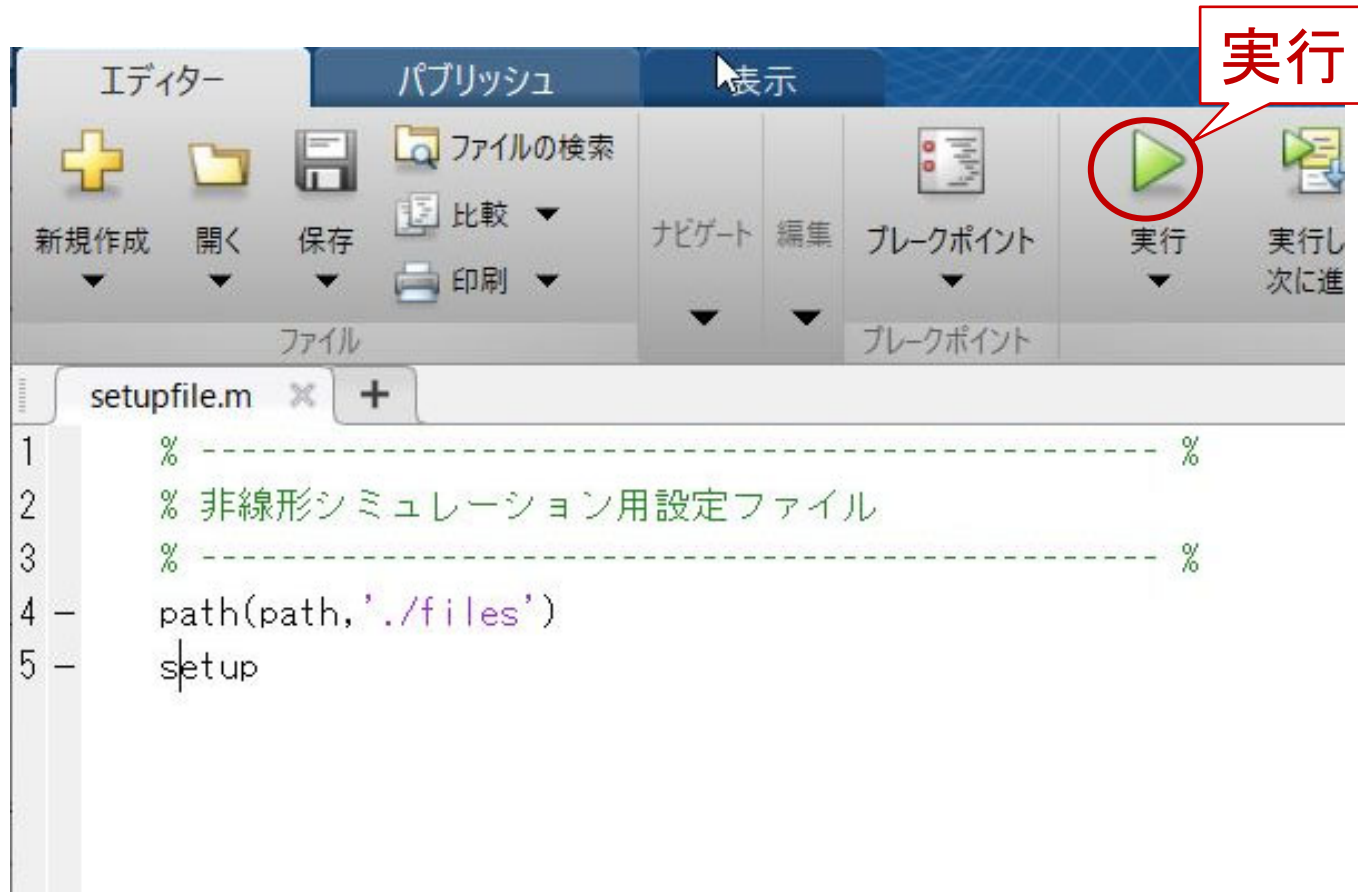 実行
エディター パブリッシュ 表示
ファイルの検索
比較
印刷
新規作成 開く 保存 ナビゲート 編集 ブレークポイント 実行 実行し
次に進
ファイル ブレークポイント
setupfile.m
1 % ------------------------------------------------ %
2 % 非線形シミュレーション用設定ファイル
3 % ------------------------------------------------ %
4 – path(path,'./files')
5 – setup